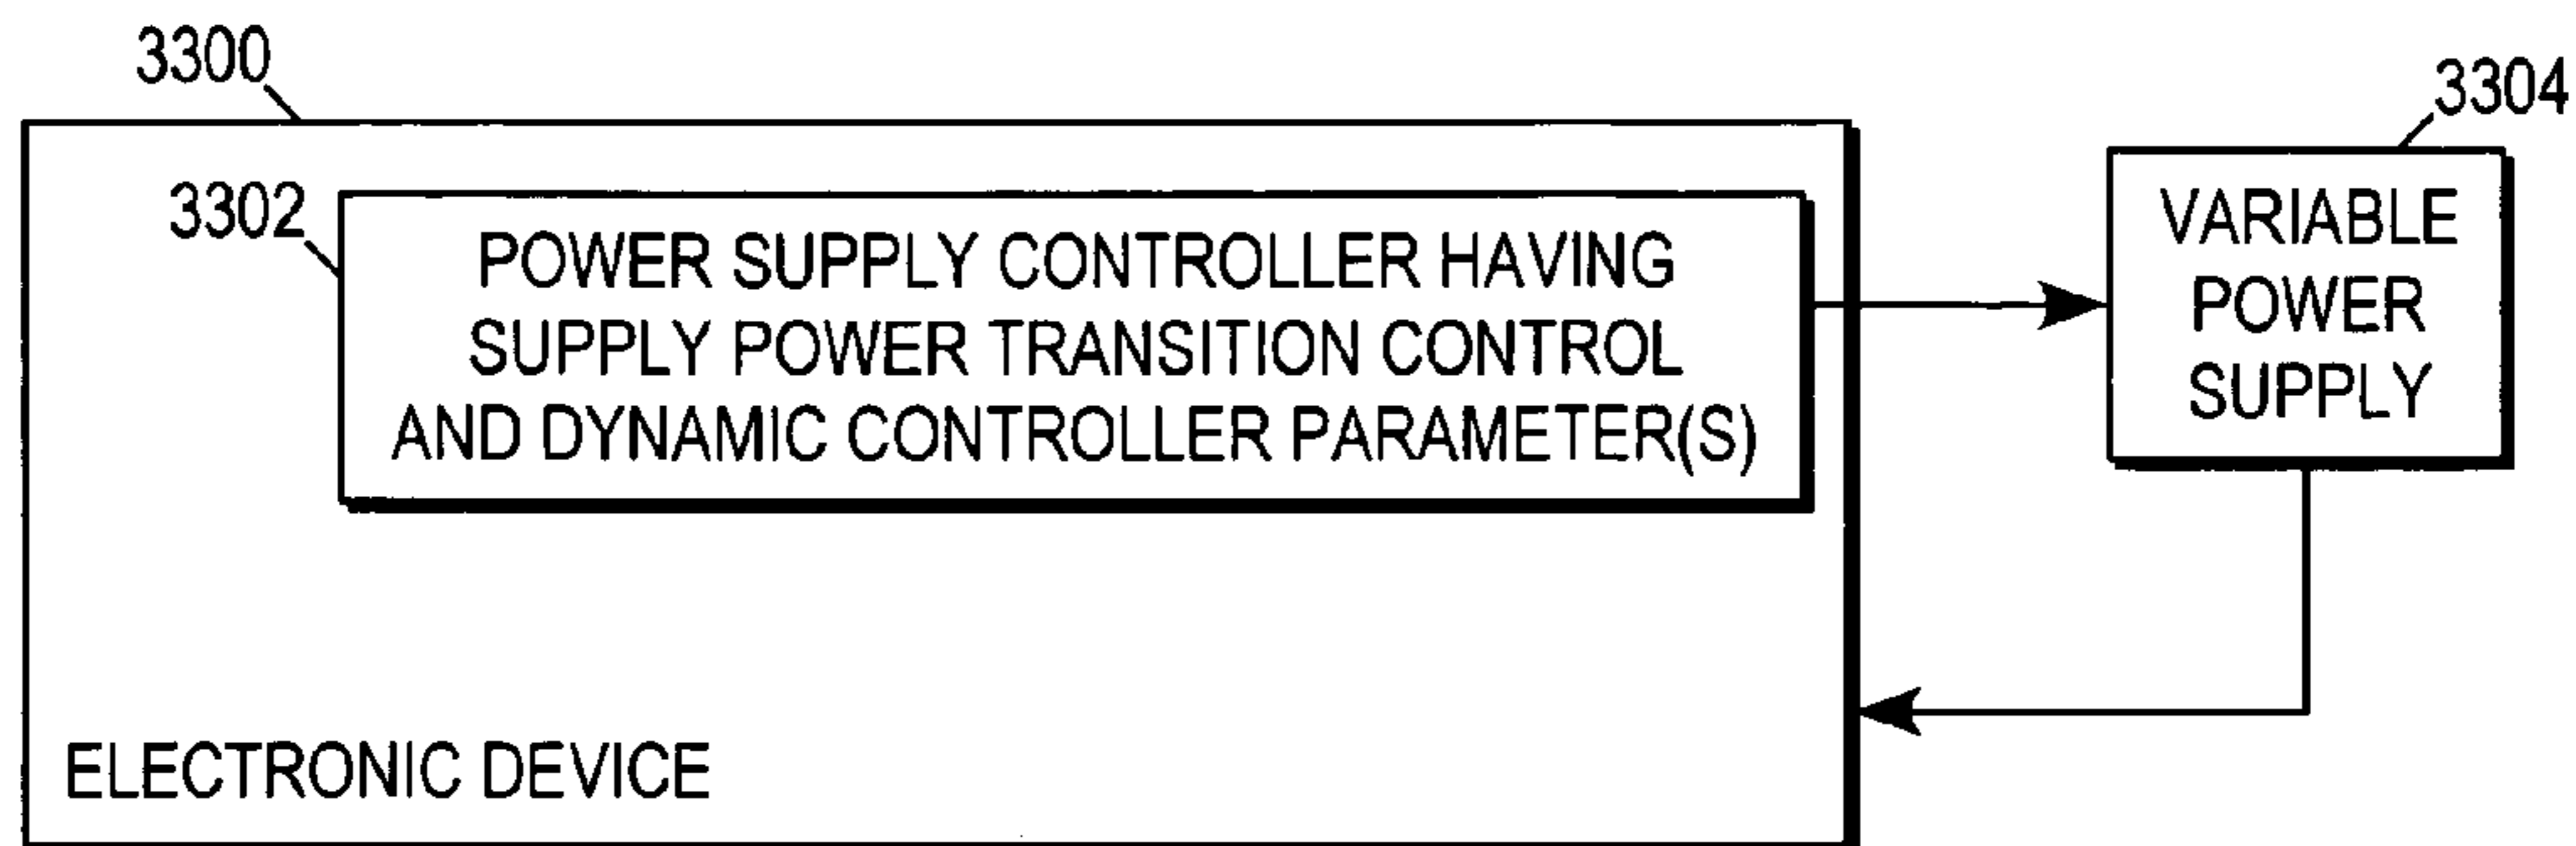 3300
3304
3302
POWER SUPPLY CONTROLLER HAVING
SUPPLY POWER TRANSITION CONTROL
AND DYNAMIC CONTROLLER PARAMETER(S)
VARIABLE
POWER
SUPPLY
ELECTRONIC DEVICE